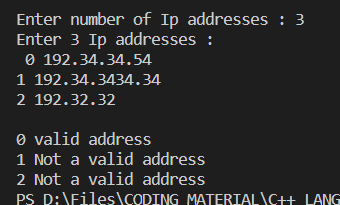 Enter number of Ip addresses : 3
Enter 3 Ip addresses :
0 192.34.34.54
1 192.34.3434.34
2 192.32.32
0 valid address
1 Not a valid address
2 Not a valid address
PS D:\Files\CODING MATERIAL\C++ LANG